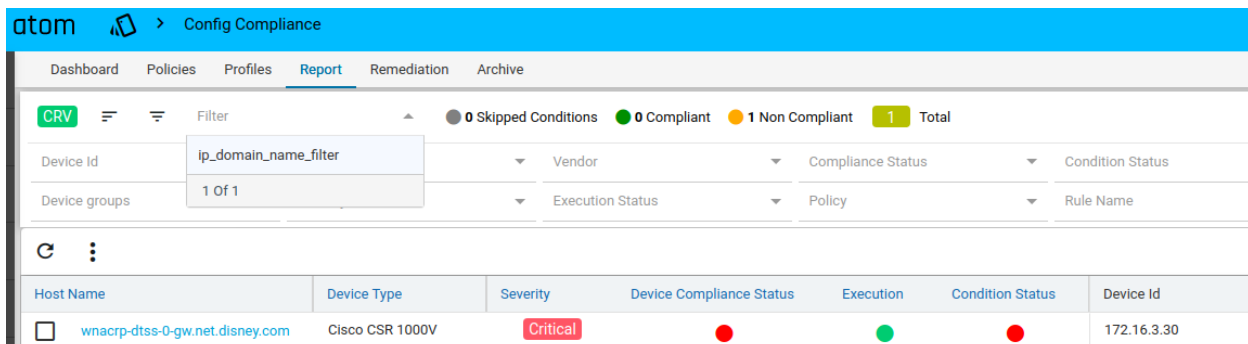 atom > Config Compliance
Dashboard Policies Profiles Report Remediation Archive
CRV Filter 0 Skipped Conditions 0 Compliant 1 Non Compliant 1 Total
Device Id ip_domain_name_filter Vendor Compliance Status Condition Status
Device groups 1 Of 1 Execution Status Policy Rule Name
Host Name Device Type Severity Device Compliance Status Execution Condition Status Device Id
wnacrp-dtss-0-gw.net.disney.com Cisco CSR 1000V Critical 172.16.3.30